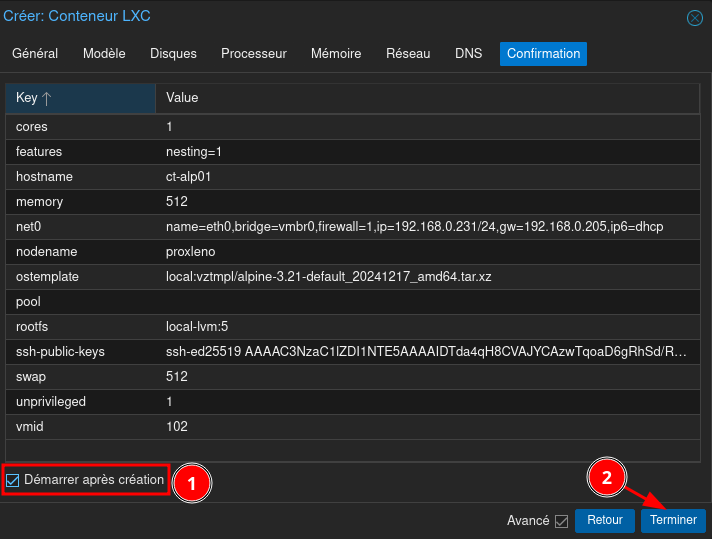 Créer: Conteneur LXC
Général Modèle Disques Processeur Mémoire Réseau DNS Confirmation
Key Value
cores 1
features nesting=1
hostname ct-alp01
memory 512
net0 name=eth0,bridge=vmbr0,firewall=1,ip=192.168.0.231/24,gw=192.168.0.205,ip6=dhcp
nodename proxleno
ostemplate local:vztmpl/alpine-3.21-default_20241217_amd64.tar.xz
pool
rootfs local-lvm:5
ssh-public-keys ssh-ed25519 AAAAC3NzaC1lZDI1NTE5AAAAIDTda4qH8CVAJYCAzwTqoaD6gRhSd/R...
swap 512
unprivileged 1
vmid 102
Démarrer après création 1
2
Avancé Retour Terminer